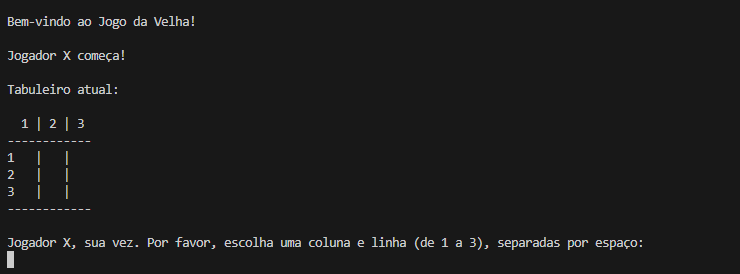 Bem-vindo ao Jogo da Velha!
Jogador X começa!
Tabuleiro atual:
  1 | 2 | 3
------------
1   |   |
2   |   |
3   |   |
------------
Jogador X, sua vez. Por favor, escolha uma coluna e linha (de 1 a 3), separadas por espaço: